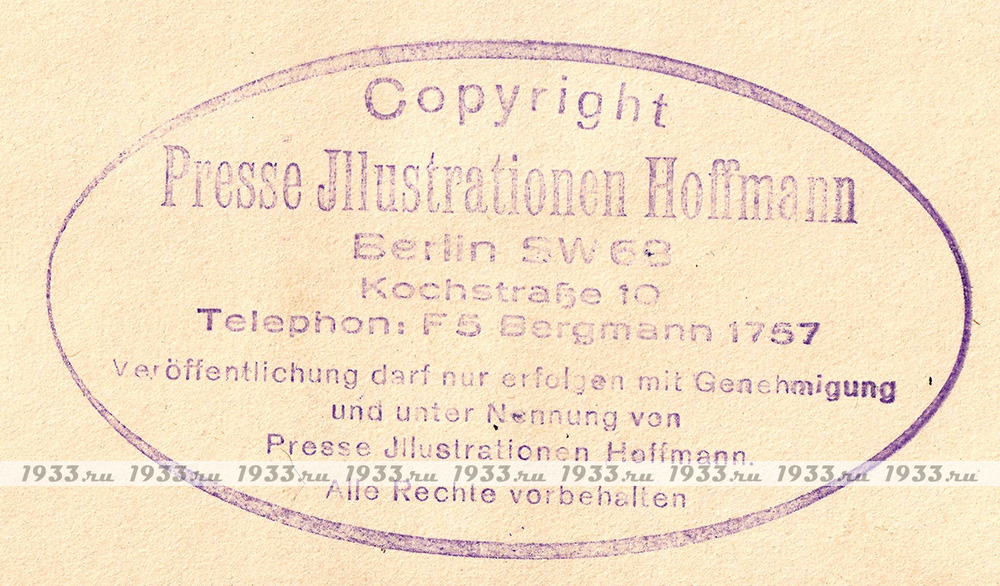 Copyright
Presse Jllustrationen Hoffmann
Berlin SW 68
Kochstraße 10
Telephon: F 5 Bergmann 1757
Veröffentlichung darf nur erfolgen mit Genehmigung
und unter Nennung von
Presse Jllustrationen Hoffmann.
1933.ru 1933.ru 1933.ru 1933.ru 1933.ru 1933.ru 1933.ru 1933.ru 1933.ru
Alle Rechte vorbehalten